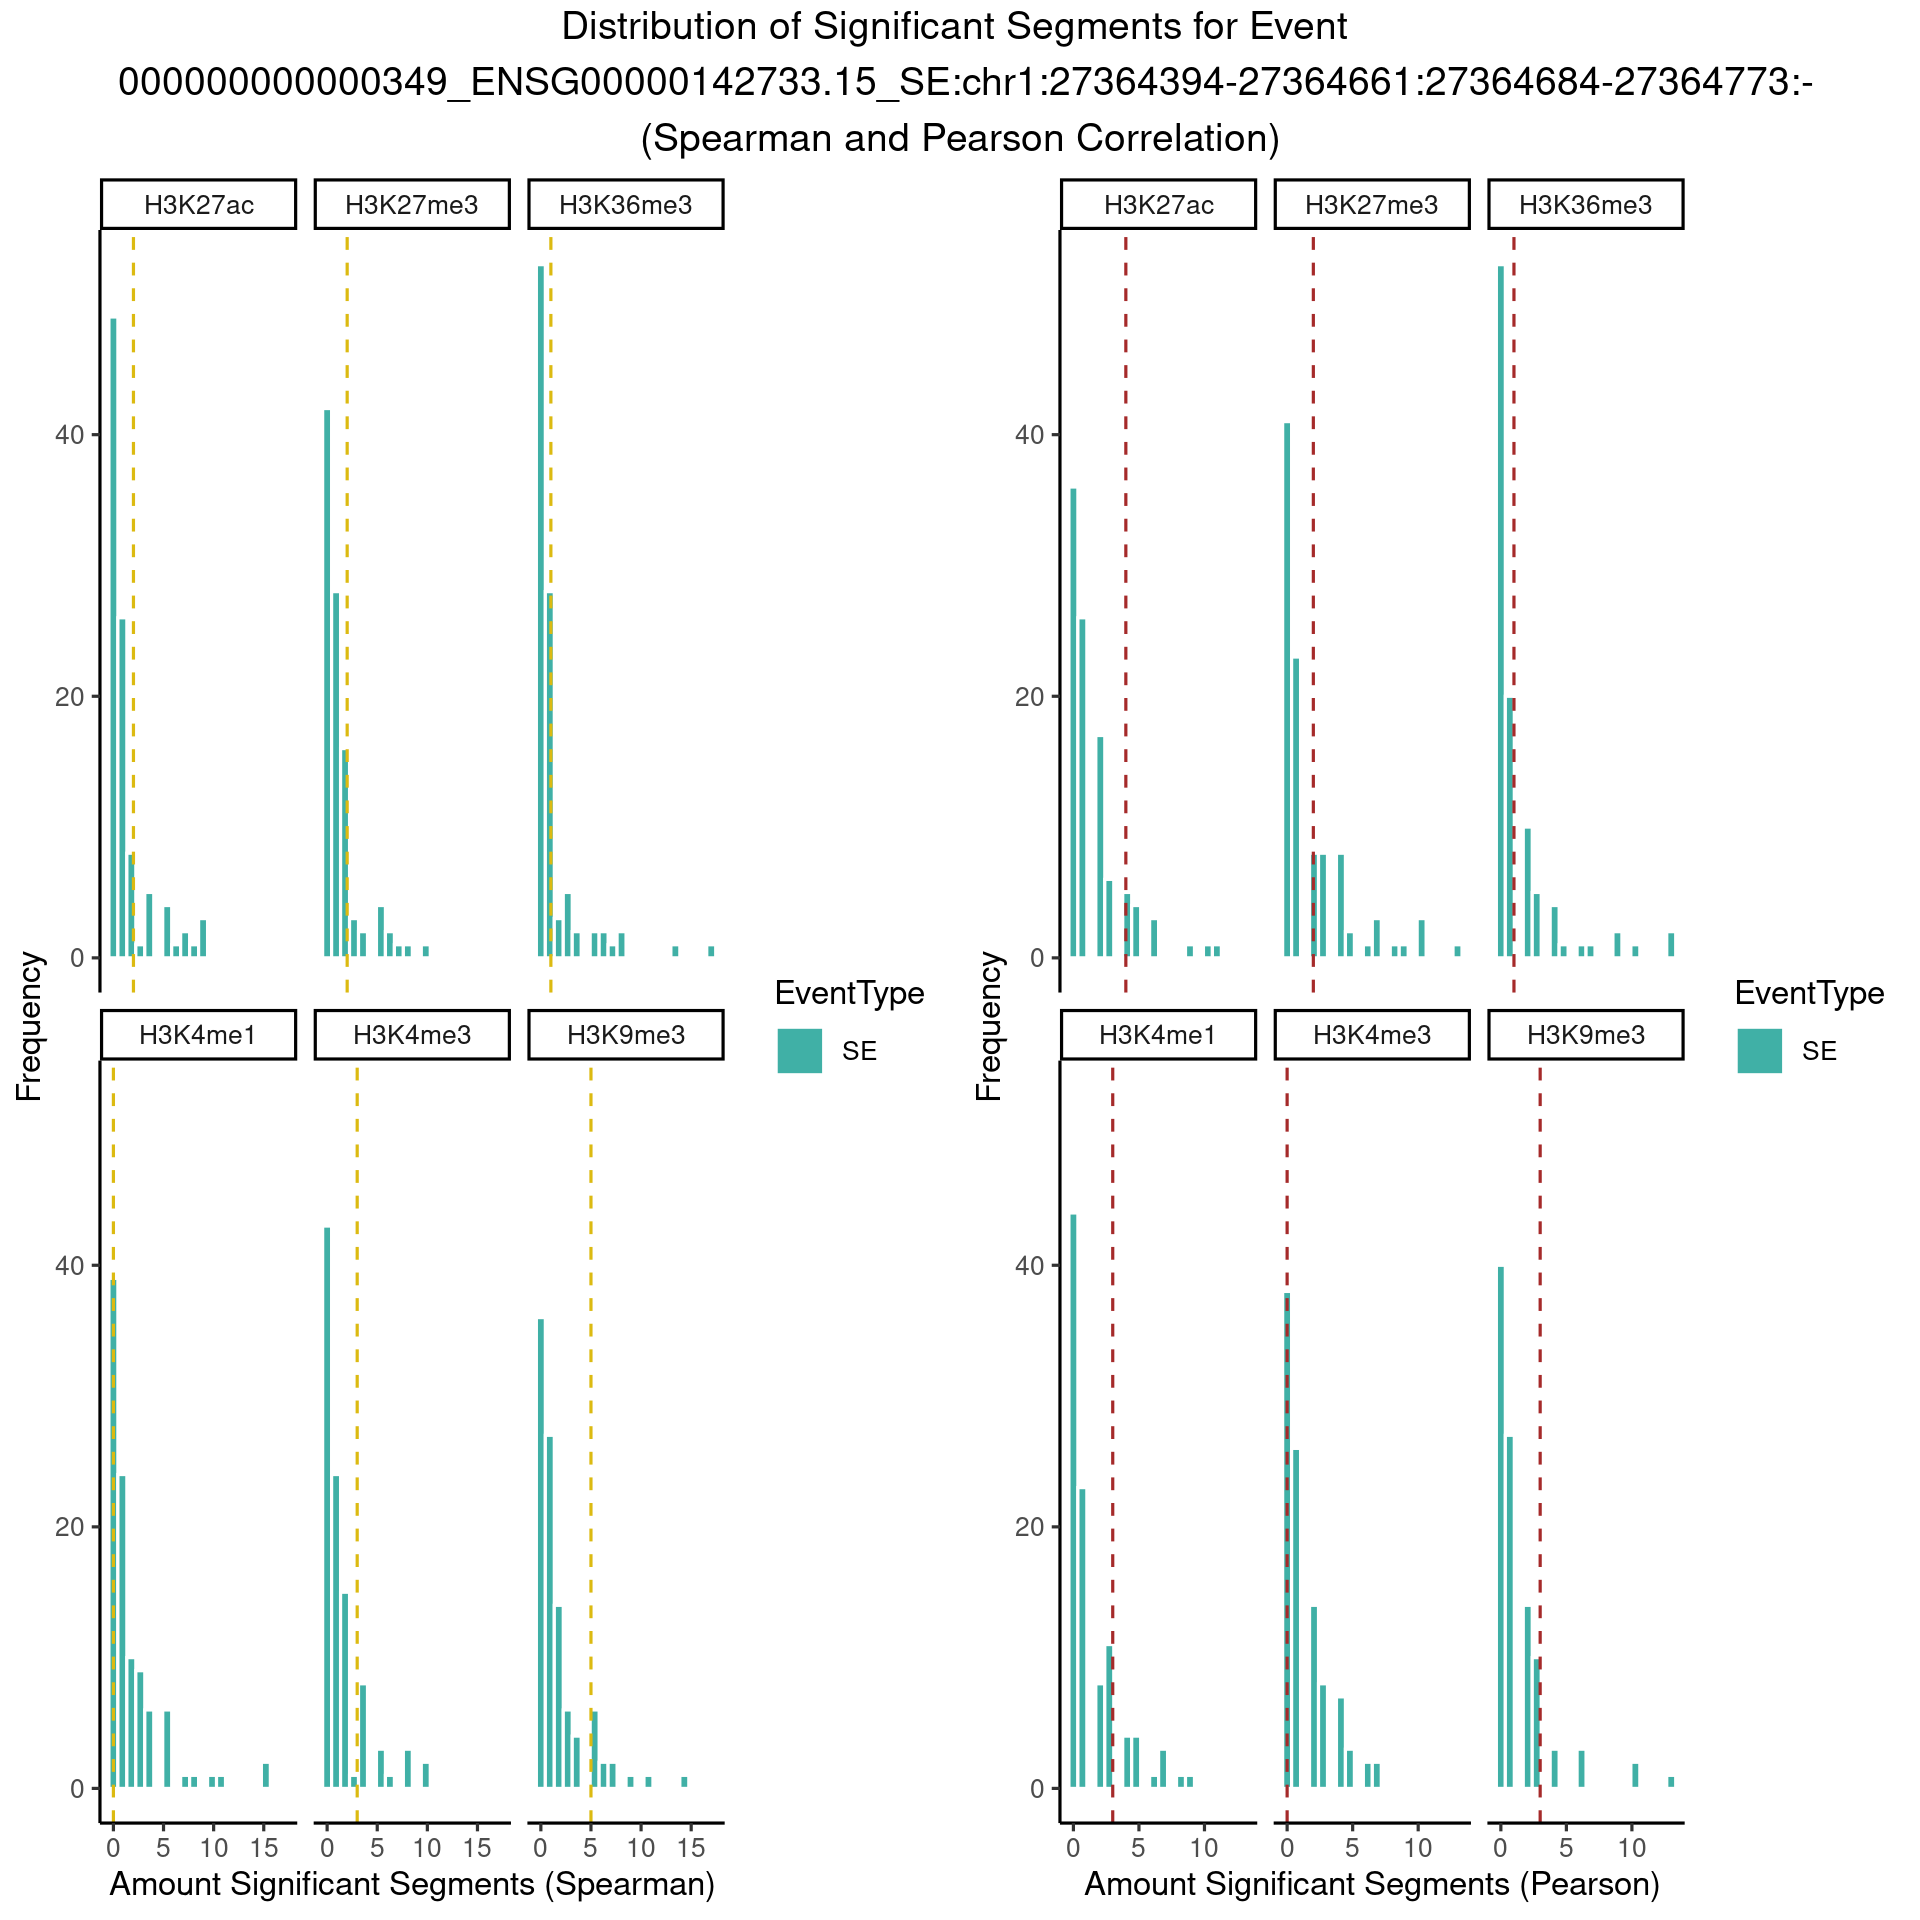 Distribution of Significant Segments for Event
000000000000349_ENSG00000142733.15_SE:chr1:27364394-27364661:27364684-27364773:-
(Spearman and Pearson Correlation)
H3K27ac
H3K27me3
H3K36me3
40
20
0
H3K4me1
H3K4me3
H3K9me3
40
20
0
0 5 10 15
0 5 10 15
0 5 10 15
Frequency
Amount Significant Segments (Spearman)
EventType
SE
H3K27ac
H3K27me3
H3K36me3
40
20
0
H3K4me1
H3K4me3
H3K9me3
40
20
0
0 5 10
0 5 10
0 5 10
Frequency
Amount Significant Segments (Pearson)
EventType
SE